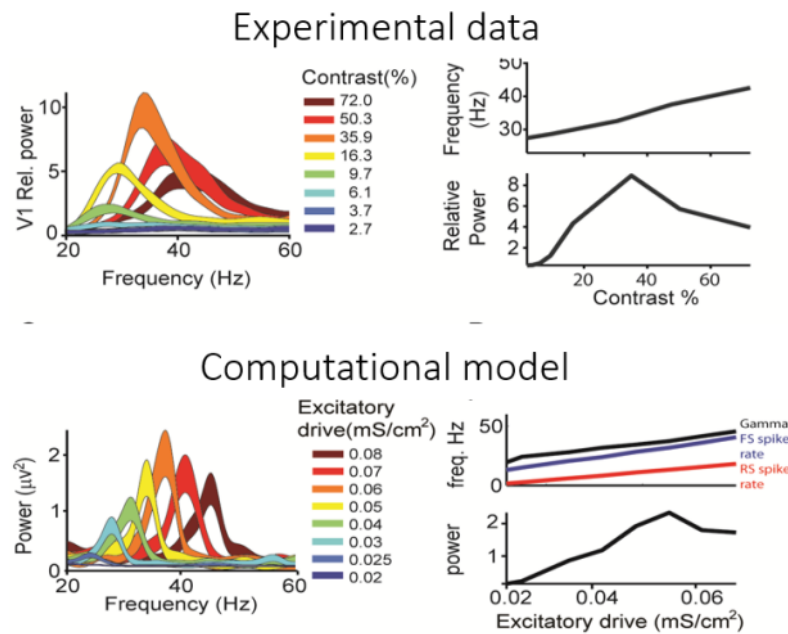 Experimental data
V1 Rel. power
10
5
0
20 40 60
Frequency (Hz)
Contrast(%)
72.0
50.3
35.9
16.3
9.7
6.1
3.7
2.7
Frequency
(Hz)
50
40
30
Relative
Power
8
6
4
2
20 40 60
Contrast %
Computational model
Power (μv²)
2
1
0
20 40 60
Frequency (Hz)
Excitatory
drive(mS/cm²)
0.08
0.07
0.06
0.05
0.04
0.03
0.025
0.02
freq. Hz
50
0
Gamma
FS spike
rate
RS spike
rate
power
2
1
0.02 0.04 0.06
Excitatory drive (mS/cm²)